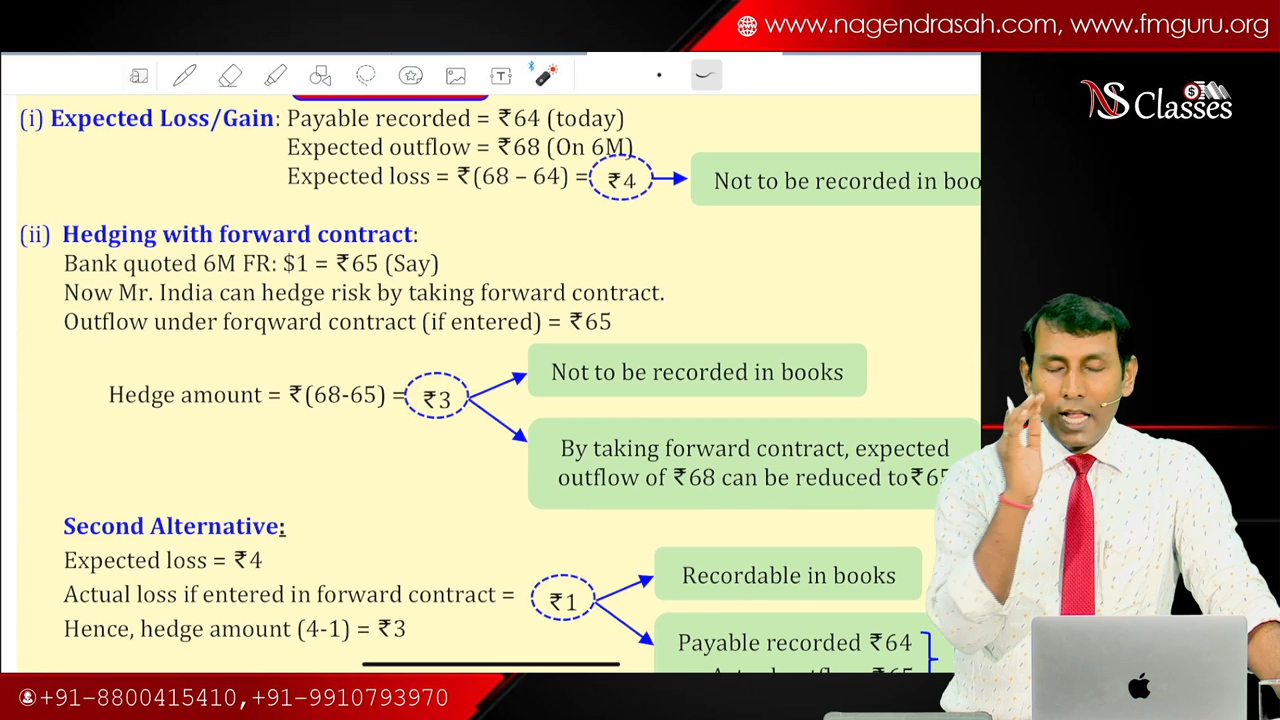 www.nagendrasah.com, www.fmguru.org
NS Classes
(i) Expected Loss/Gain: Payable recorded = ₹64 (today)
Expected outflow = ₹68 (On 6M)
Expected loss = ₹(68 – 64) = ₹4
Not to be recorded in boo
(ii) Hedging with forward contract:
Bank quoted 6M FR: $1 = ₹65 (Say)
Now Mr. India can hedge risk by taking forward contract.
Outflow under forqward contract (if entered) = ₹65
Not to be recorded in books
Hedge amount = ₹(68-65) = ₹3
By taking forward contract, expected
outflow of ₹68 can be reduced to₹65
Second Alternative:
Expected loss = ₹4
Recordable in books
Actual loss if entered in forward contract = ₹1
Hence, hedge amount (4-1) = ₹3
Payable recorded ₹64
+91-8800415410,+91-9910793970